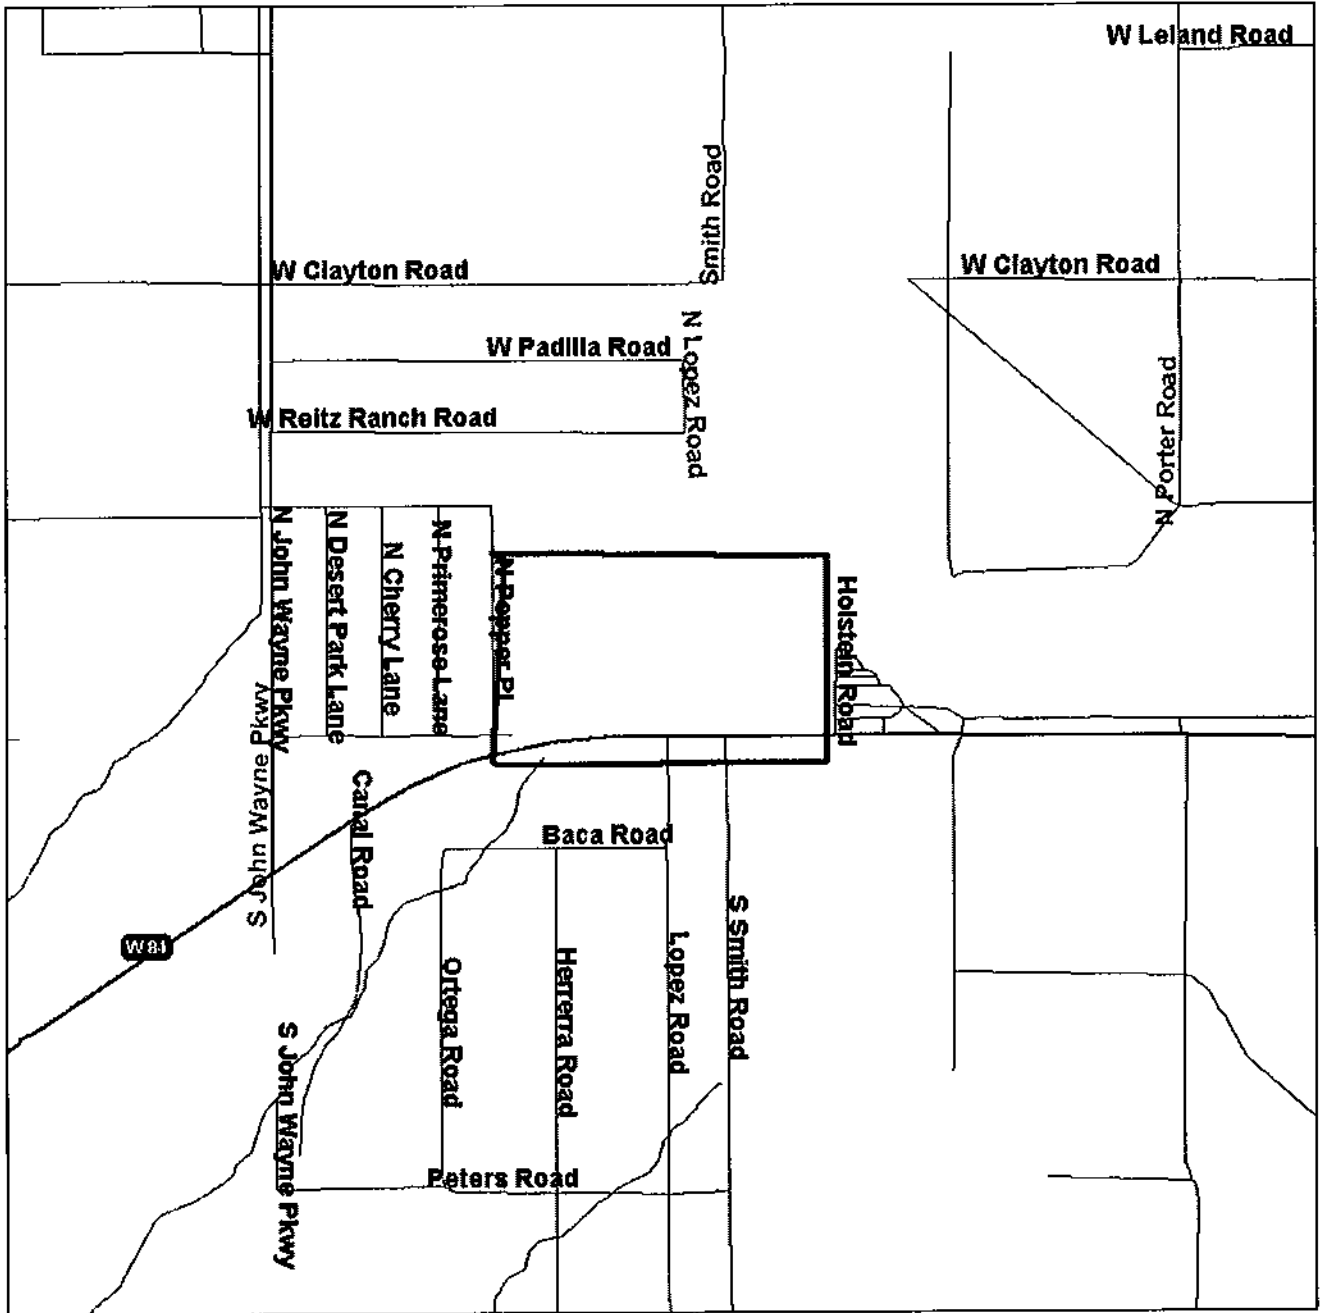 W Leland Road
Smith Road
W Clayton Road
W Clayton Road
N Lopez Road
W Padilla Road
N Porter Road
W Reitz Ranch Road
N John Wayne Pkwy
N Desert Park Lane
N Cherry Lane
N Primerose Lane
N Pepper Pl
Holstein Road
S John Wayne Pkwy
Canal Road
Baca Road
S Smith Road
Lopez Road
W 84
Herrerra Road
Ortega Road
S John Wayne Pkwy
Peters Road